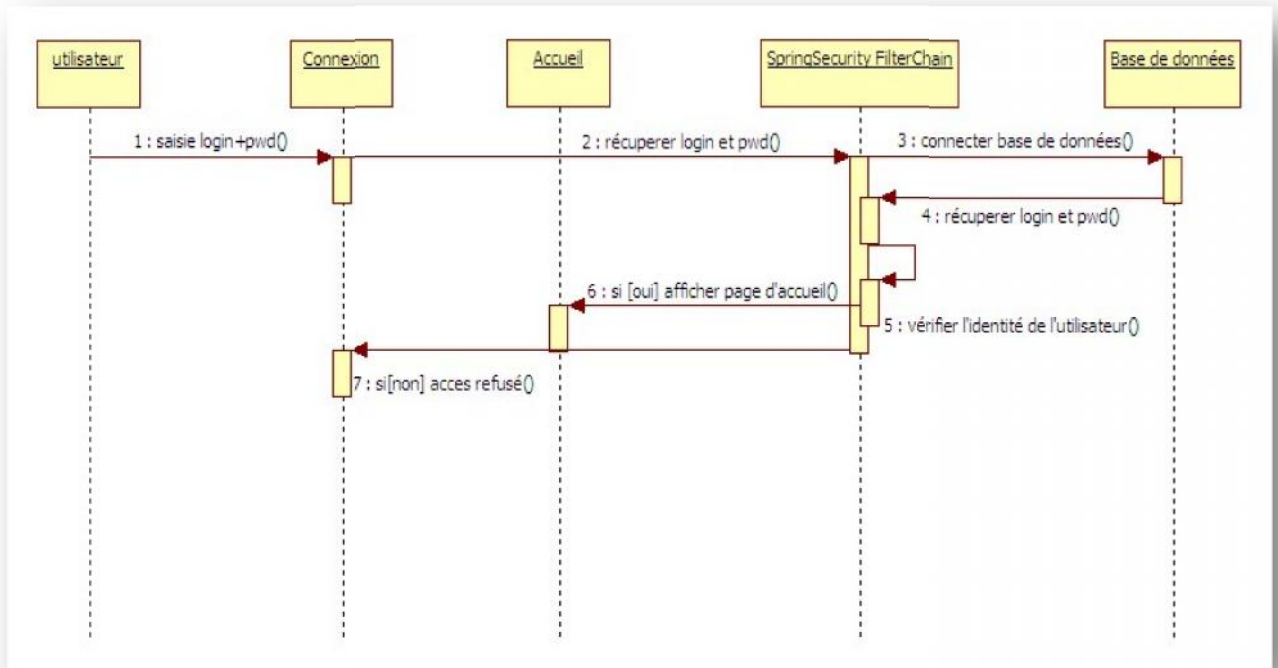 utilisateur
Connexion
Accueil
SpringSecurity FilterChain
Base de données
1 : saisie login+pwd()
2 : récuperer login et pwd()
3 : connecter base de données()
4 : récuperer login et pwd()
6 : si [oui] afficher page d'accueil()
5 : vérifier l'identité de l'utilisateur()
7 : si[non] acces refusé()